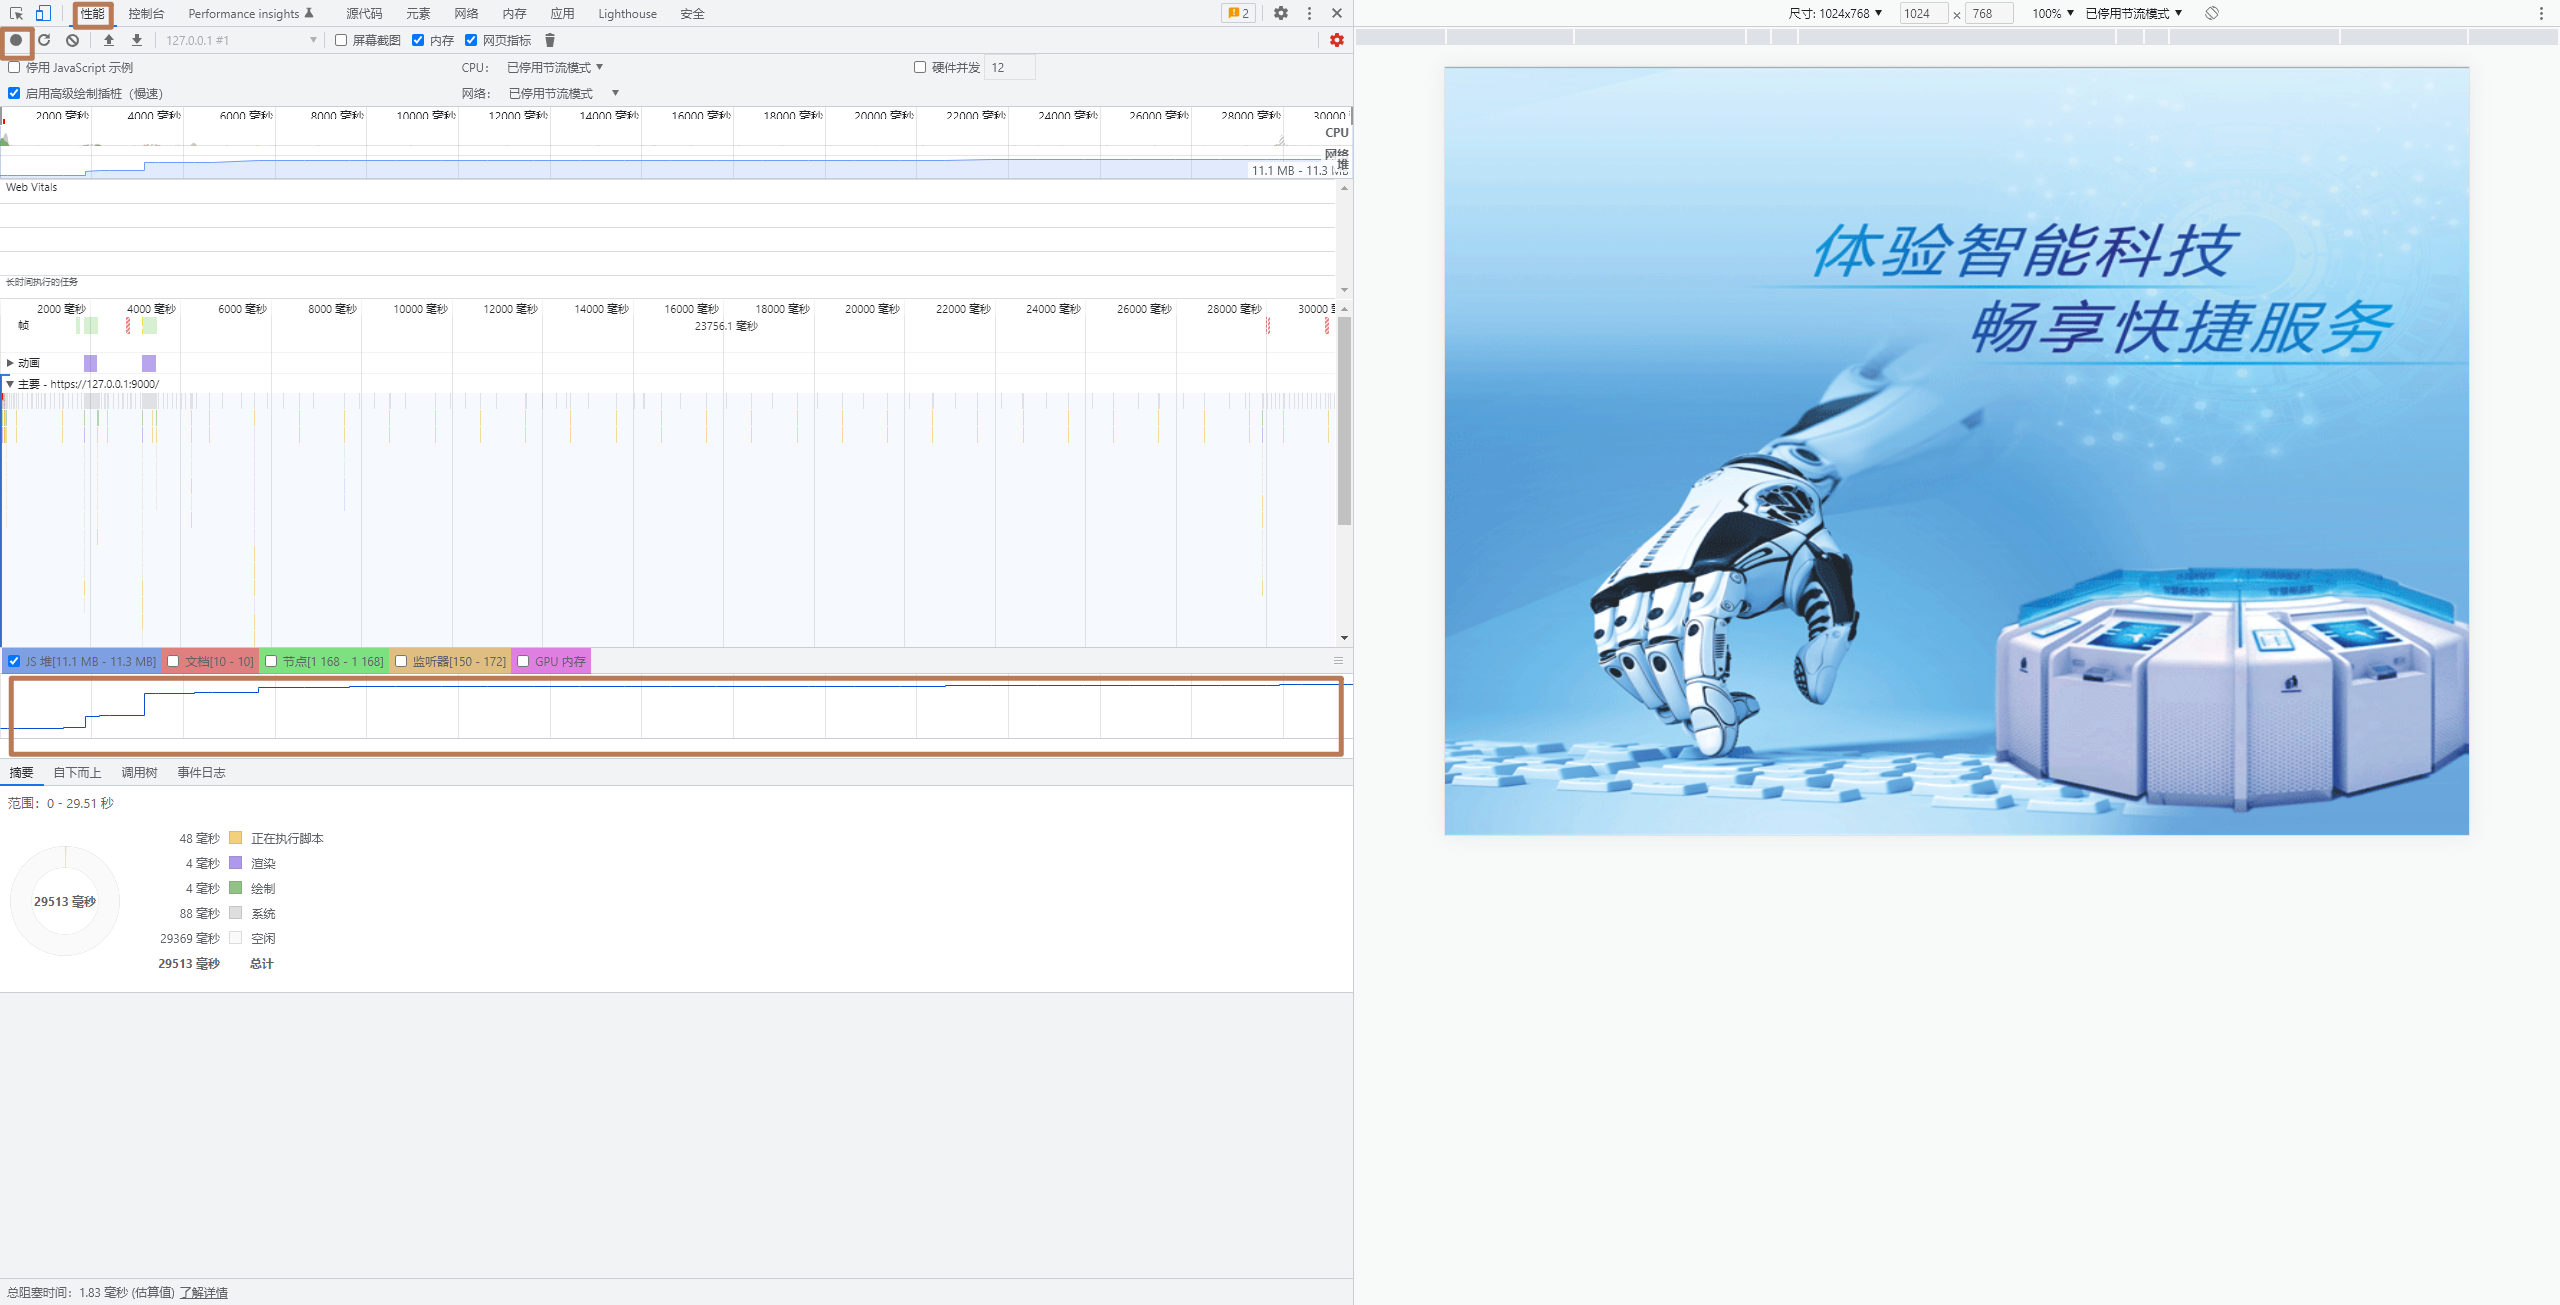 性能 控制台 Performance insights 源代码 元素 网络 内存 应用 Lighthouse 安全 2
127.0.0.1 #1 屏幕截图 内存 网页指标
停用 JavaScript 示例 CPU： 已停用节流模式 硬件并发 12
启用高级绘制插桩（慢速） 网络： 已停用节流模式
2000 毫秒 4000 毫秒 6000 毫秒 8000 毫秒 10000 毫秒 12000 毫秒 14000 毫秒 16000 毫秒 18000 毫秒 20000 毫秒 22000 毫秒 24000 毫秒 26000 毫秒 28000 毫秒 30000
CPU
网络
堆
11.1 MB - 11.3 MB
Web Vitals
长时间执行的任务
2000 毫秒 4000 毫秒 6000 毫秒 8000 毫秒 10000 毫秒 12000 毫秒 14000 毫秒 16000 毫秒 18000 毫秒 20000 毫秒 22000 毫秒 24000 毫秒 26000 毫秒 28000 毫秒 30000
帧 23756.1 毫秒
动画
主要 - https://127.0.0.1:9000/
JS 堆[11.1 MB - 11.3 MB] 文档[10 - 10] 节点[1 168 - 1 168] 监听器[150 - 172] GPU 内存
摘要 自下而上 调用树 事件日志
范围：0 - 29.51 秒
48 毫秒 正在执行脚本
4 毫秒 渲染
4 毫秒 绘制
88 毫秒 系统
29369 毫秒 空闲
29513 毫秒 总计
29513 毫秒
总阻塞时间：1.83 毫秒 (估算值) 了解详情
尺寸: 1024x768 1024 × 768 100% 已停用节流模式
体验智能科技
畅享快捷服务